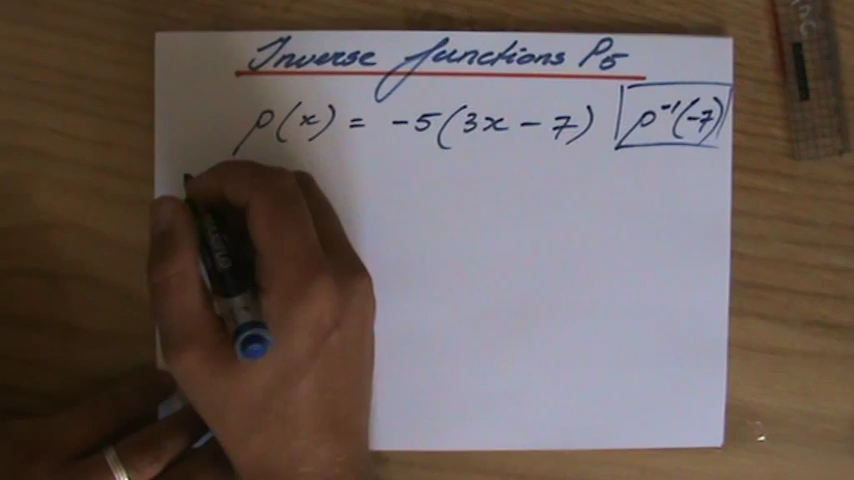 Inverse functions P5
p(x) = -5(3x - 7) p⁻¹(-7)